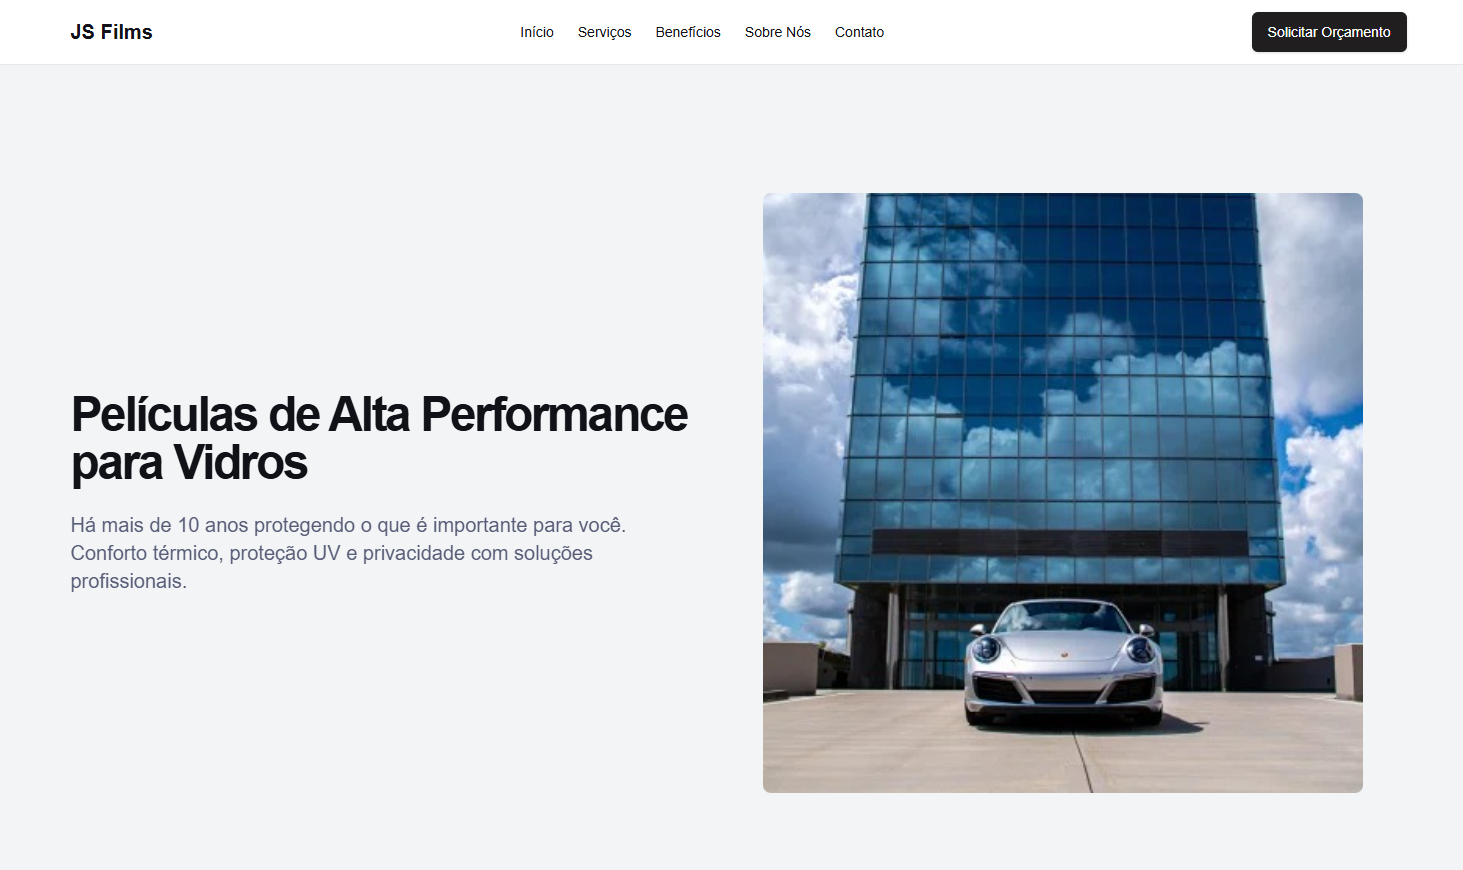 JS Films
Início
Serviços
Benefícios
Sobre Nós
Contato
Solicitar Orçamento
Películas de Alta Performance
para Vidros
Há mais de 10 anos protegendo o que é importante para você.
Conforto térmico, proteção UV e privacidade com soluções
profissionais.